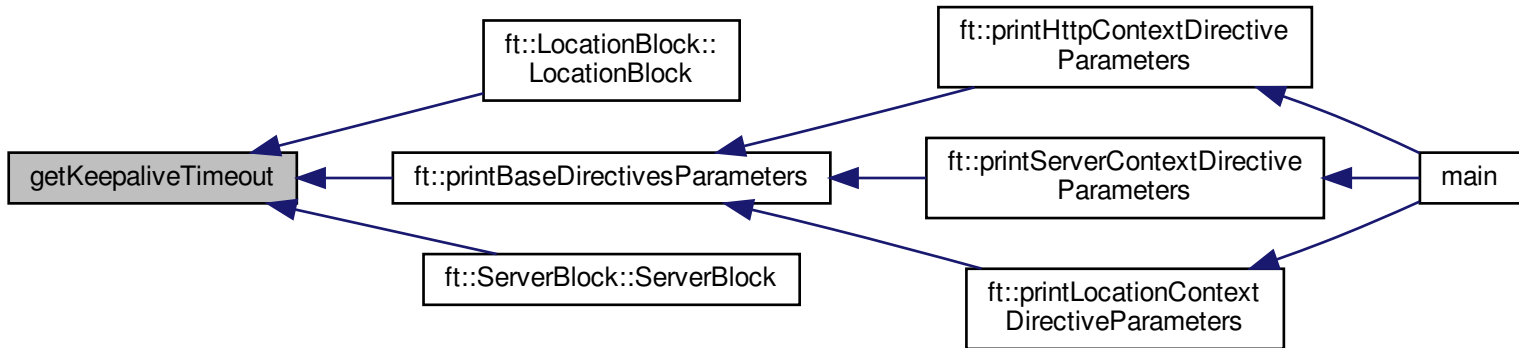 ft::LocationBlock::
LocationBlock
ft::printHttpContextDirective
Parameters
getKeepaliveTimeout
ft::printBaseDirectivesParameters
ft::printServerContextDirective
Parameters
main
ft::ServerBlock::ServerBlock
ft::printLocationContext
DirectiveParameters